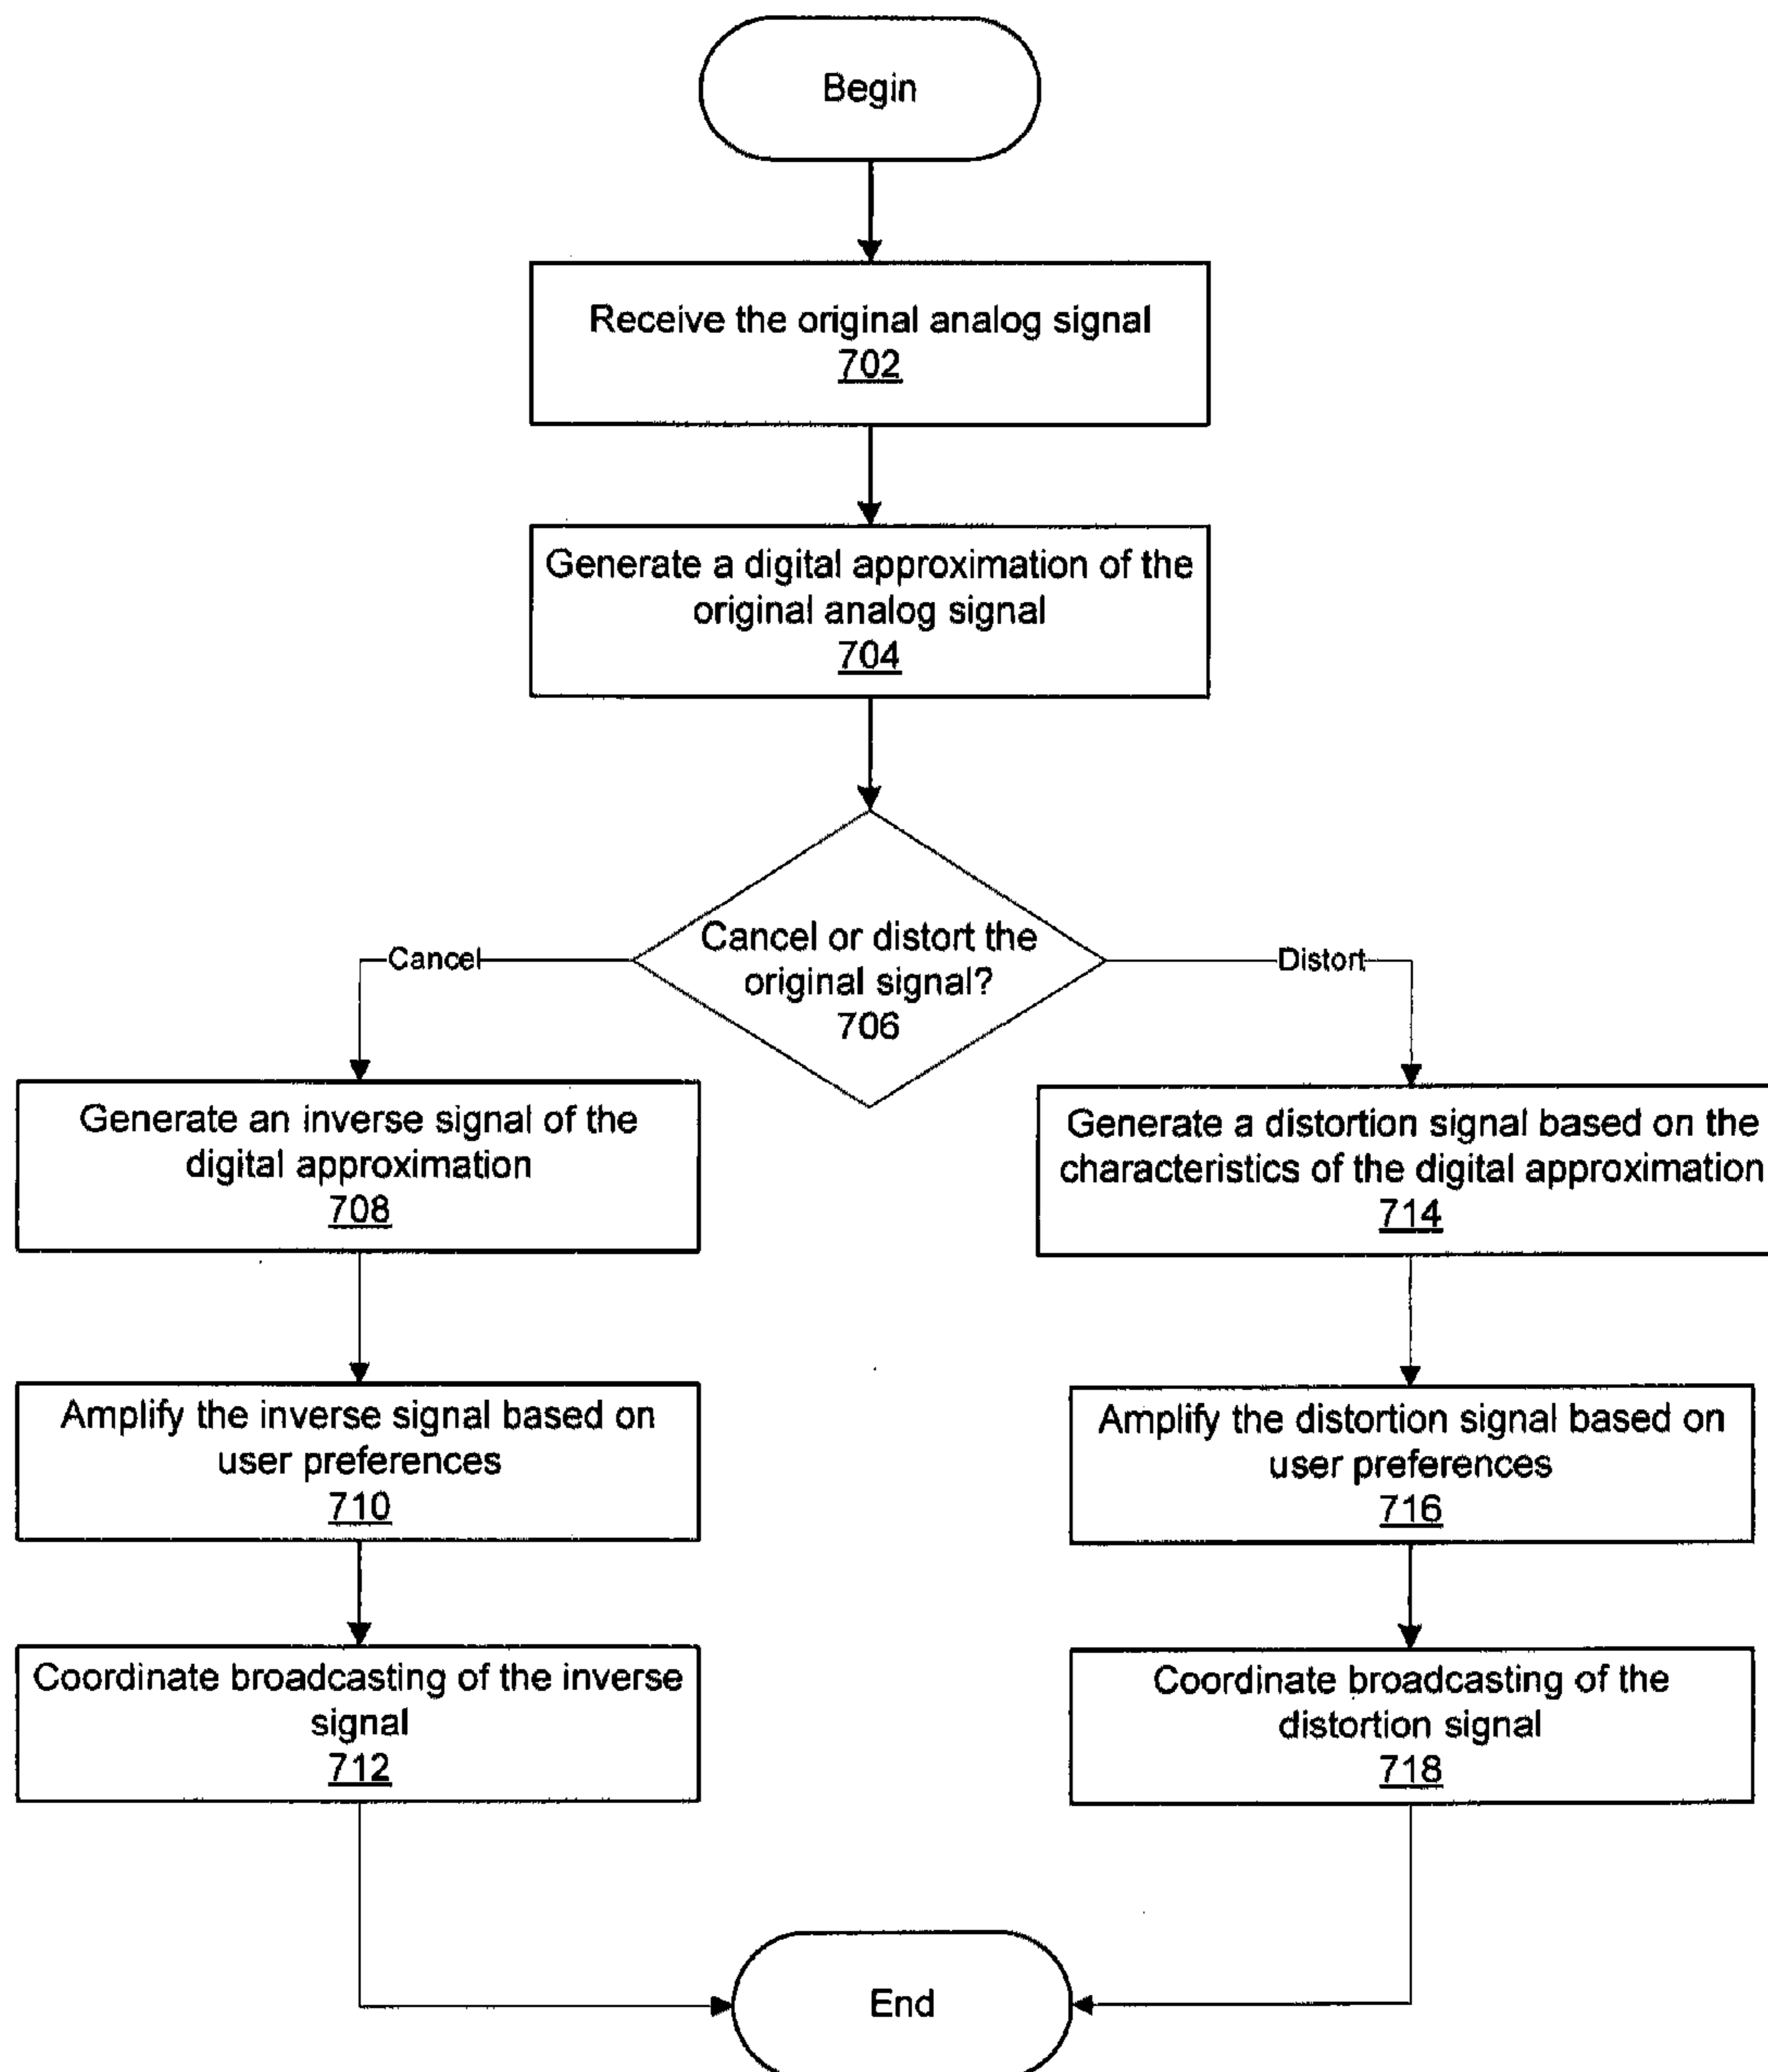 Begin
Receive the original analog signal
702
Generate a digital approximation of the
original analog signal
704
Cancel or distort the
original signal?
706
Cancel
Distort
Generate an inverse signal of the
digital approximation
708
Generate a distortion signal based on the
characteristics of the digital approximation
714
Amplify the inverse signal based on
user preferences
710
Amplify the distortion signal based on
user preferences
716
Coordinate broadcasting of the inverse
signal
712
Coordinate broadcasting of the
distortion signal
718
End